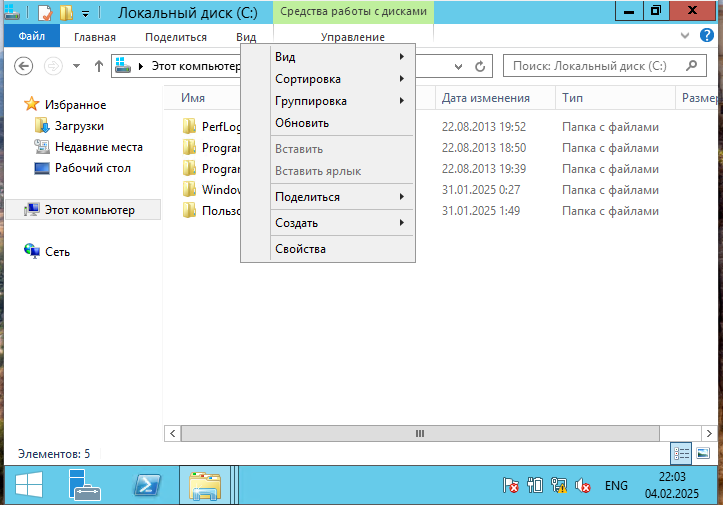 Локальный диск (C:)
Средства работы с дисками
Файл Главная Поделиться Вид Управление
Этот компьютер
Поиск: Локальный диск (C:)
Избранное
Загрузки
Недавние места
Рабочий стол
Этот компьютер
Сеть
Имя Дата изменения Тип Размер
PerfLog 22.08.2013 19:52 Папка с файлами
Program 22.08.2013 18:50 Папка с файлами
Program 22.08.2013 19:39 Папка с файлами
Window 31.01.2025 0:27 Папка с файлами
Пользо 31.01.2025 1:49 Папка с файлами
Вид
Сортировка
Группировка
Обновить
Вставить
Вставить ярлык
Поделиться
Создать
Свойства
Элементов: 5
ENG
22:03
04.02.2025